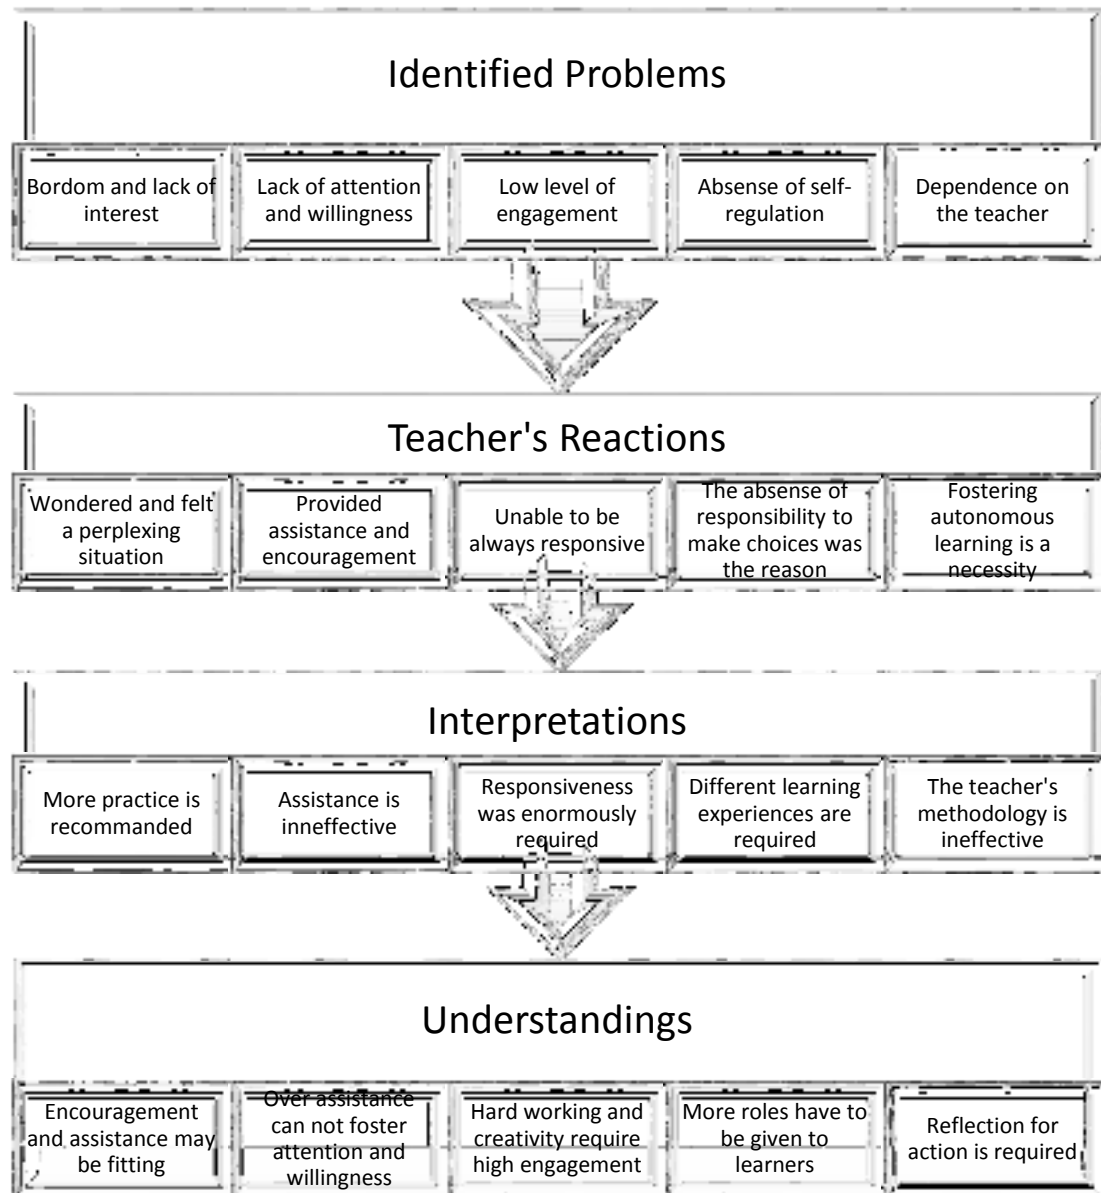 Identified Problems
Bordom and lack of
interest
Lack of attention
and willingness
Low level of
engagement
Absense of self-
regulation
Dependence on
the teacher
Teacher's Reactions
Wondered and felt
a perplexing
situation
Provided
assistance and
encouragement
Unable to be
always responsive
The absense of
responsibility to
make choices was
the reason
Fostering
autonomous
learning is a
necessity
Interpretations
More practice is
recommanded
Assistance is
inneffective
Responsiveness
was enormously
required
Different learning
experiences are
required
The teacher's
methodology is
ineffective
Understandings
Encouragement
and assistance may
be fitting
Over assistance
can not foster
attention and
willingness
Hard working and
creativity require
high engagement
More roles have to
be given to
learners
Reflection for
action is required